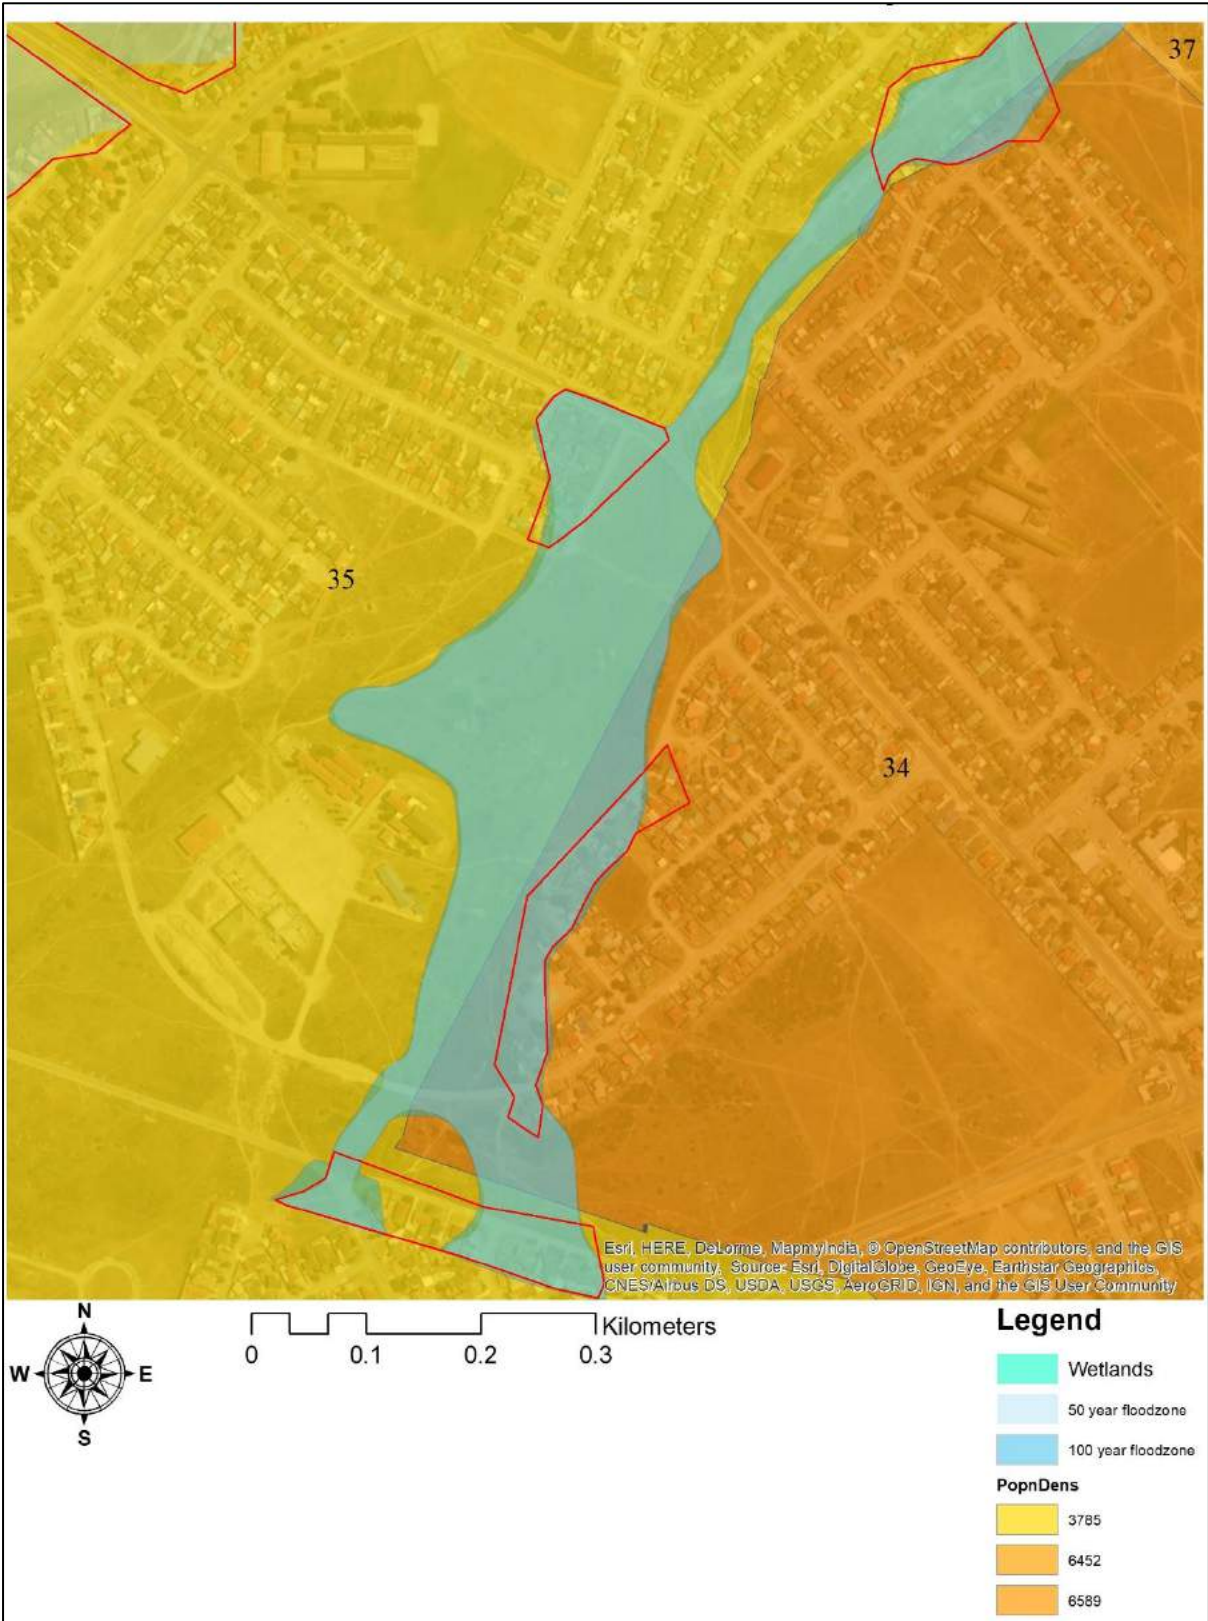 37
35
34
Esri, HERE, DeLorme, MapmyIndia, © OpenStreetMap contributors, and the GIS
user community, Source: Esri, DigitalGlobe, GeoEye, Earthstar Geographics,
CNES/Airbus DS, USDA, USGS, AeroGRID, IGN, and the GIS User Community
N
W E
S
Kilometers
0 0.1 0.2 0.3
Legend
Wetlands
50 year floodzone
100 year floodzone
PopnDens
3785
6452
6589